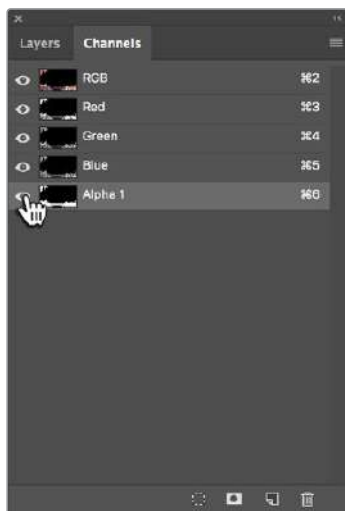 Layers Channels
RGB ⌘2
Red ⌘3
Green ⌘4
Blue ⌘5
Alpha 1 ⌘6